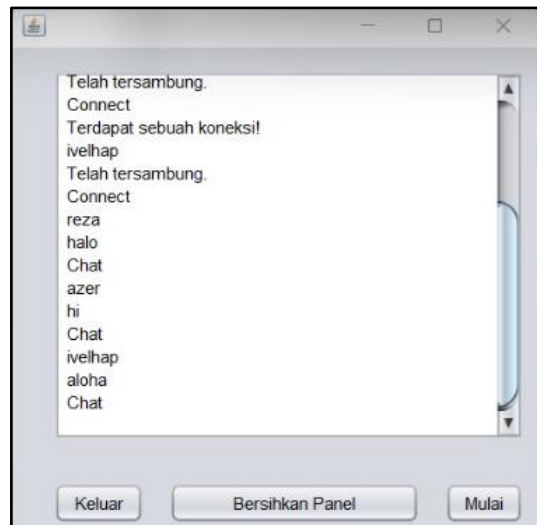 Telah tersambung.
Connect
Terdapat sebuah koneksi!
ivelhap
Telah tersambung.
Connect
reza
halo
Chat
azer
hi
Chat
ivelhap
aloha
Chat
Keluar
Bersihkan Panel
Mulai